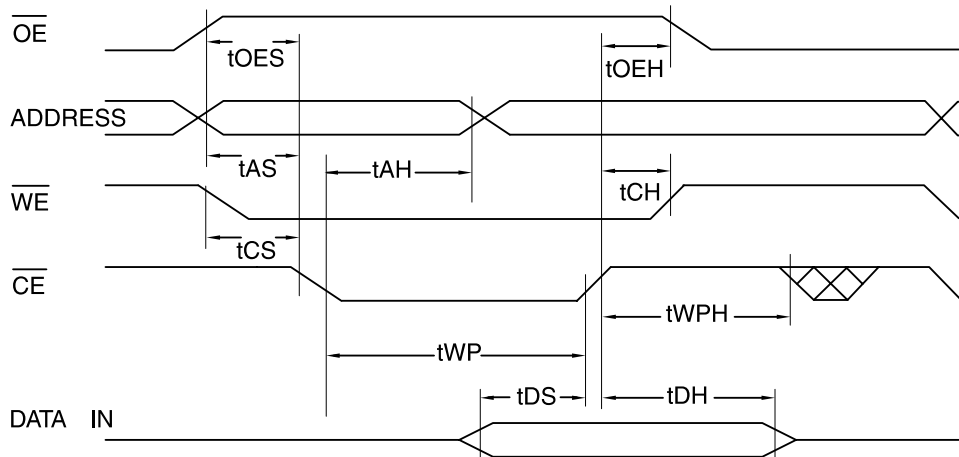 OE
tOES
tOEH
ADDRESS
tAS
tAH
tCH
WE
tCS
CE
tWPH
tWP
tDS
tDH
DATA IN